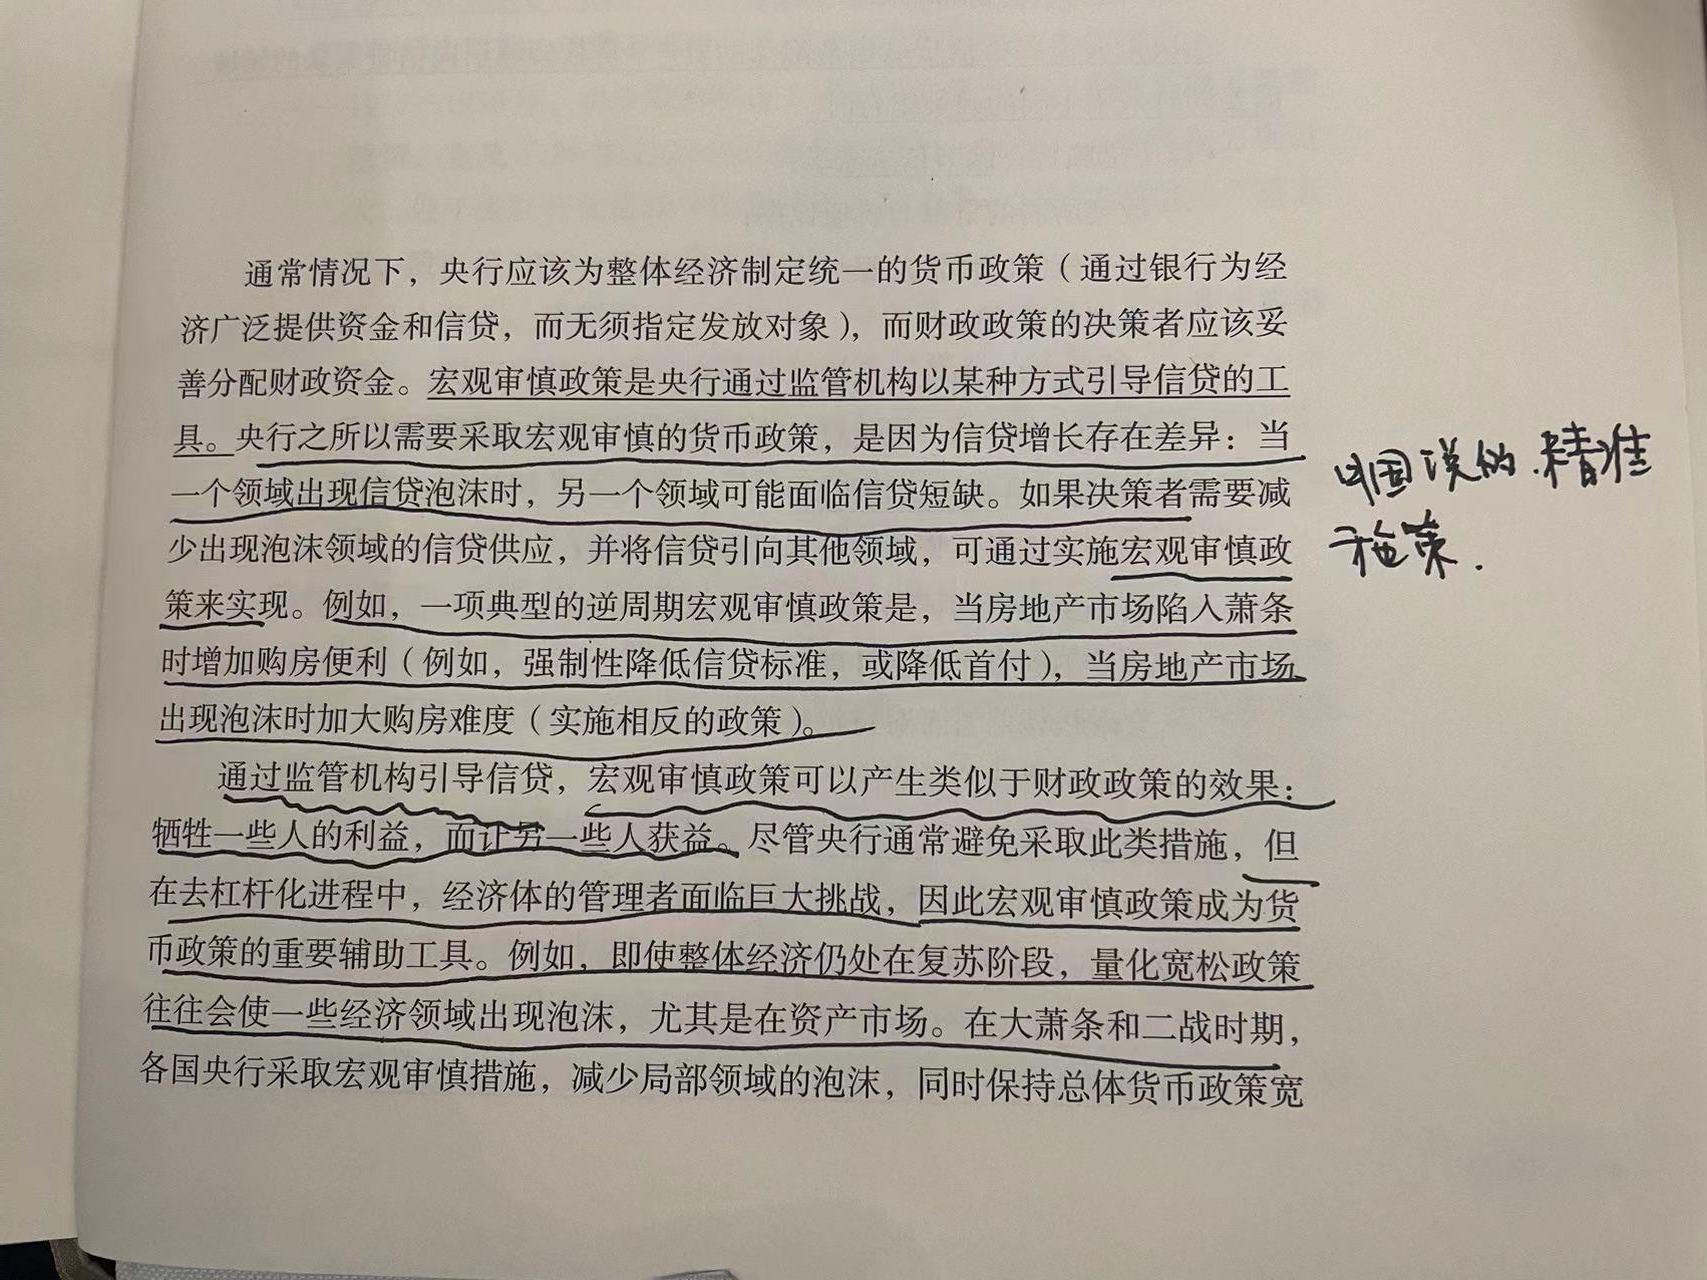 通常情况下，央行应该为整体经济制定统一的货币政策（通过银行为经
济广泛提供资金和信贷，而无须指定发放对象），而财政政策的决策者应该妥
善分配财政资金。宏观审慎政策是央行通过监管机构以某种方式引导信贷的工
具。央行之所以需要采取宏观审慎的货币政策，是因为信贷增长存在差异：当
一个领域出现信贷泡沫时，另一个领域可能面临信贷短缺。如果决策者需要减
少出现泡沫领域的信贷供应，并将信贷引向其他领域，可通过实施宏观审慎政
策来实现。例如，一项典型的逆周期宏观审慎政策是，当房地产市场陷入萧条
时增加购房便利（例如，强制性降低信贷标准，或降低首付），当房地产市场
出现泡沫时加大购房难度（实施相反的政策）。
通过监管机构引导信贷，宏观审慎政策可以产生类似于财政政策的效果：
牺牲一些人的利益，而让另一些人获益。尽管央行通常避免采取此类措施，但
在去杠杆化进程中，经济体的管理者面临巨大挑战，因此宏观审慎政策成为货
币政策的重要辅助工具。例如，即使整体经济仍处在复苏阶段，量化宽松政策
往往会使一些经济领域出现泡沫，尤其是在资产市场。在大萧条和二战时期，
各国央行采取宏观审慎措施，减少局部领域的泡沫，同时保持总体货币政策宽
中国说的.精准
施策.